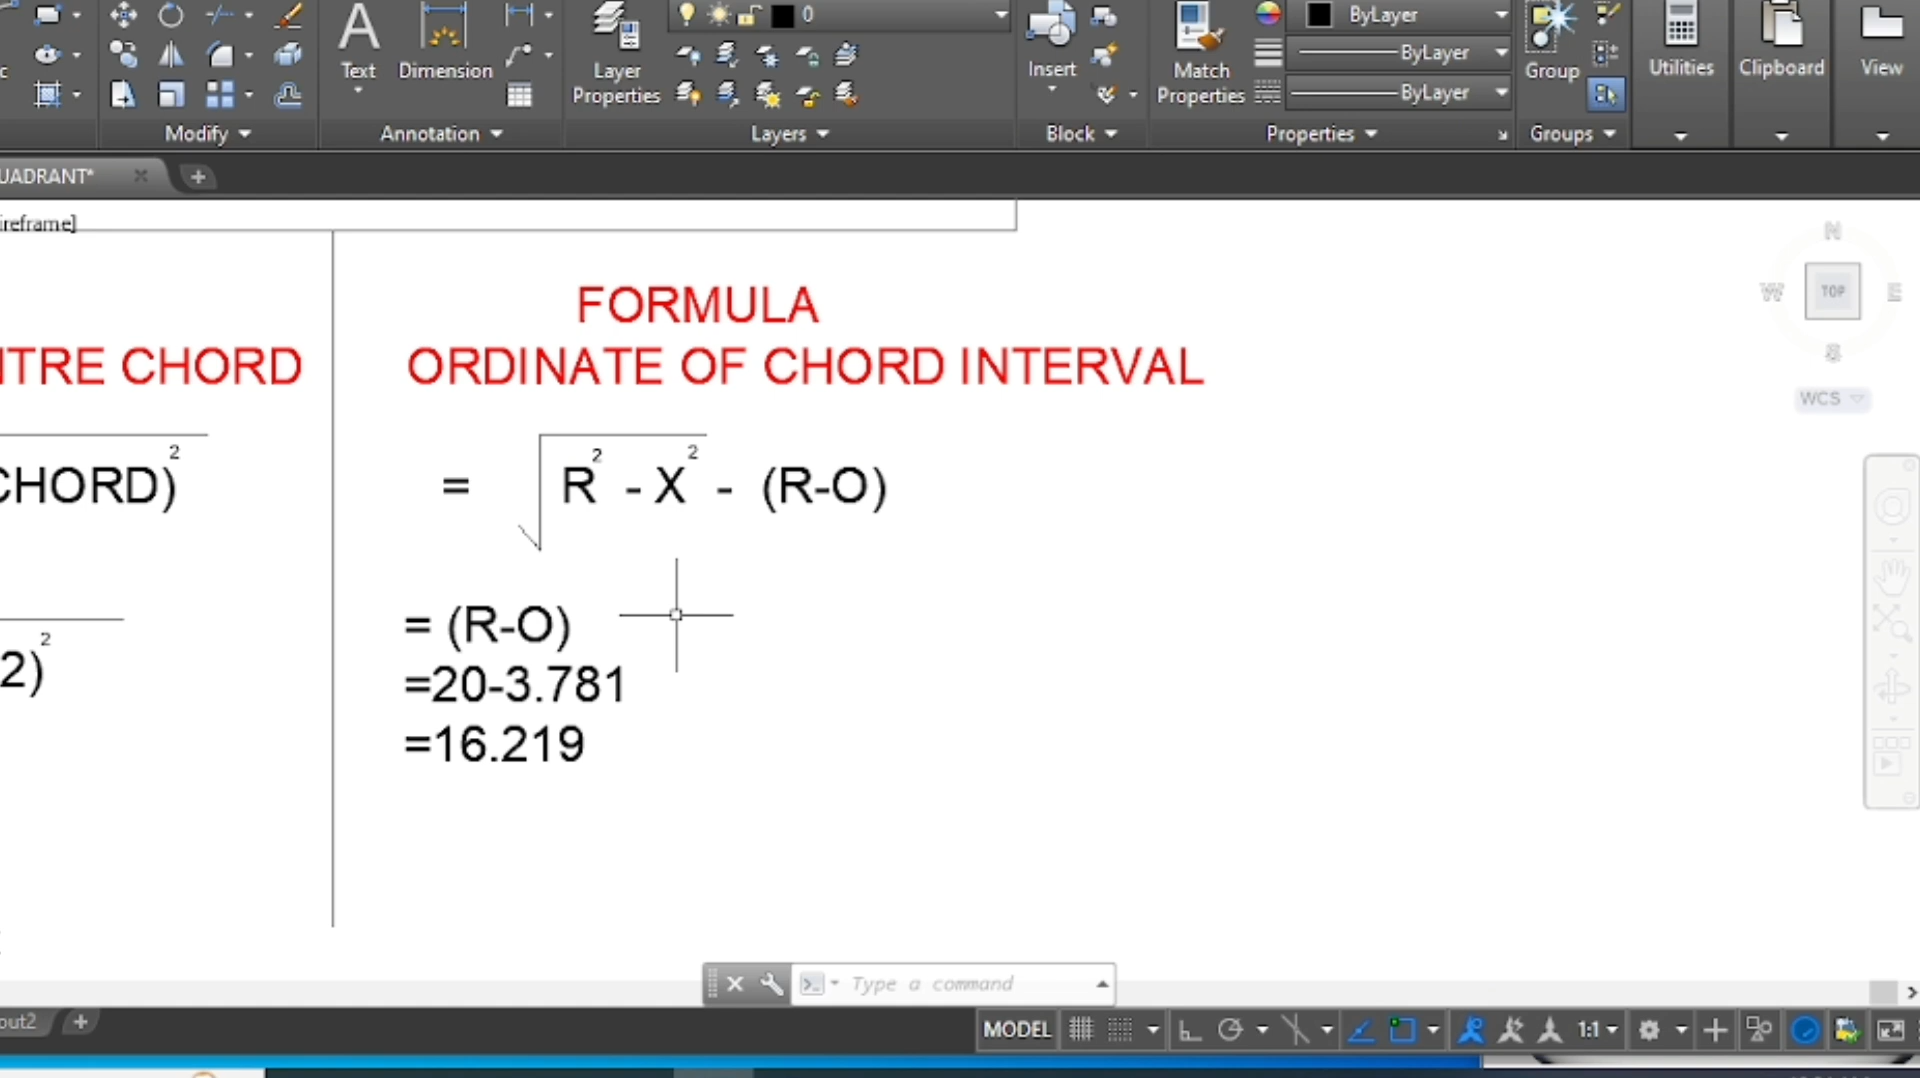 Text
Dimension
Layer
Properties
0
Insert
Match
Properties
ByLayer
ByLayer
ByLayer
Group
Utilities
Clipboard
View
Modify
Annotation
Layers
Block
Properties
Groups
UADRANT*
ireframe]
N
W
TOP
E
S
WCS
FORMULA
NTRE CHORD
ORDINATE OF CHORD INTERVAL
CHORD)²
= √R² - X² - (R-O)
2)²
= (R-O)
=20-3.781
=16.219
Type a command
out2
MODEL
1:1